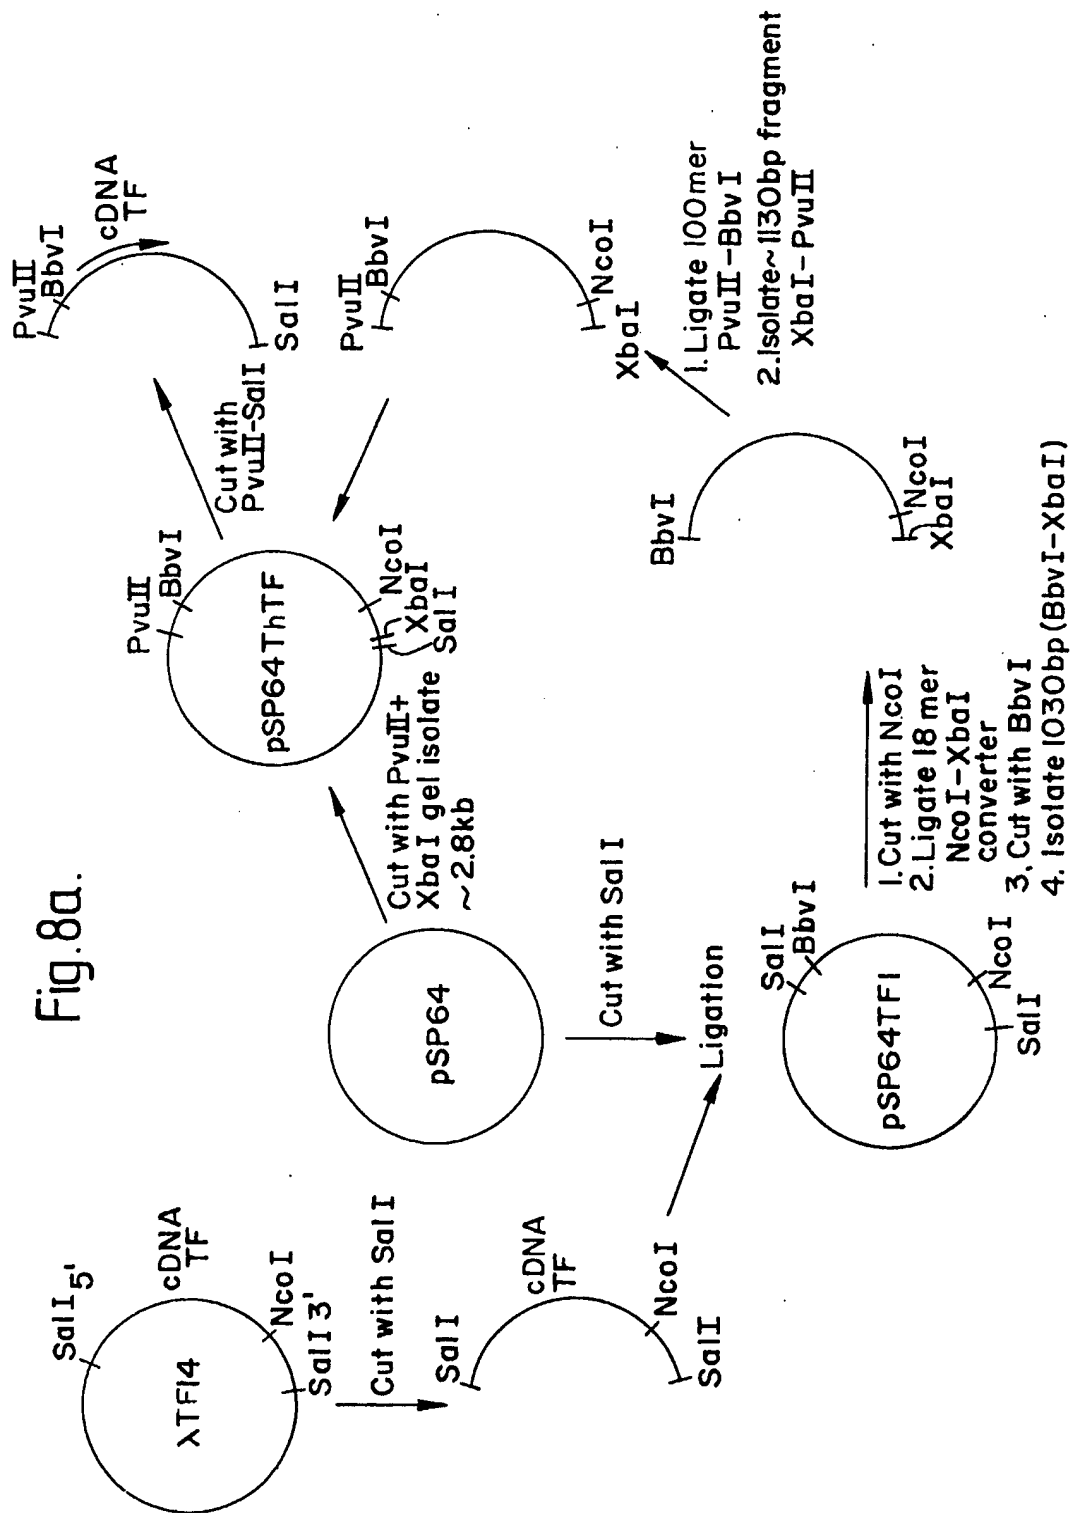 Fig.8a.
λTF14
SalI 5'
cDNA
TF
NcoI
SalI 3'
Cut with SalI
SalI
cDNA
TF
NcoI
SalI
pSP64
Cut with SalI
Ligation
Cut with PvuII+
XbaI gel isolate
~2.8kb
pSP64TF1
SalI
BbvI
NcoI
SalI
1.Cut with NcoI
2.Ligate 18mer
NcoI-XbaI
converter
3.Cut with BbvI
4.Isolate 1030bp(BbvI-XbaI)
BbvI
NcoI
XbaI
1.Ligate 100mer
PvuII-BbvI
2.Isolate~1130bp fragment
XbaI-PvuII
PvuII
BbvI
NcoI
XbaI
pSP64ThTF
PvuII
BbvI
NcoI
XbaI
SalI
Cut with
PvuII-SalI
PvuII
BbvI
cDNA
TF
SalI